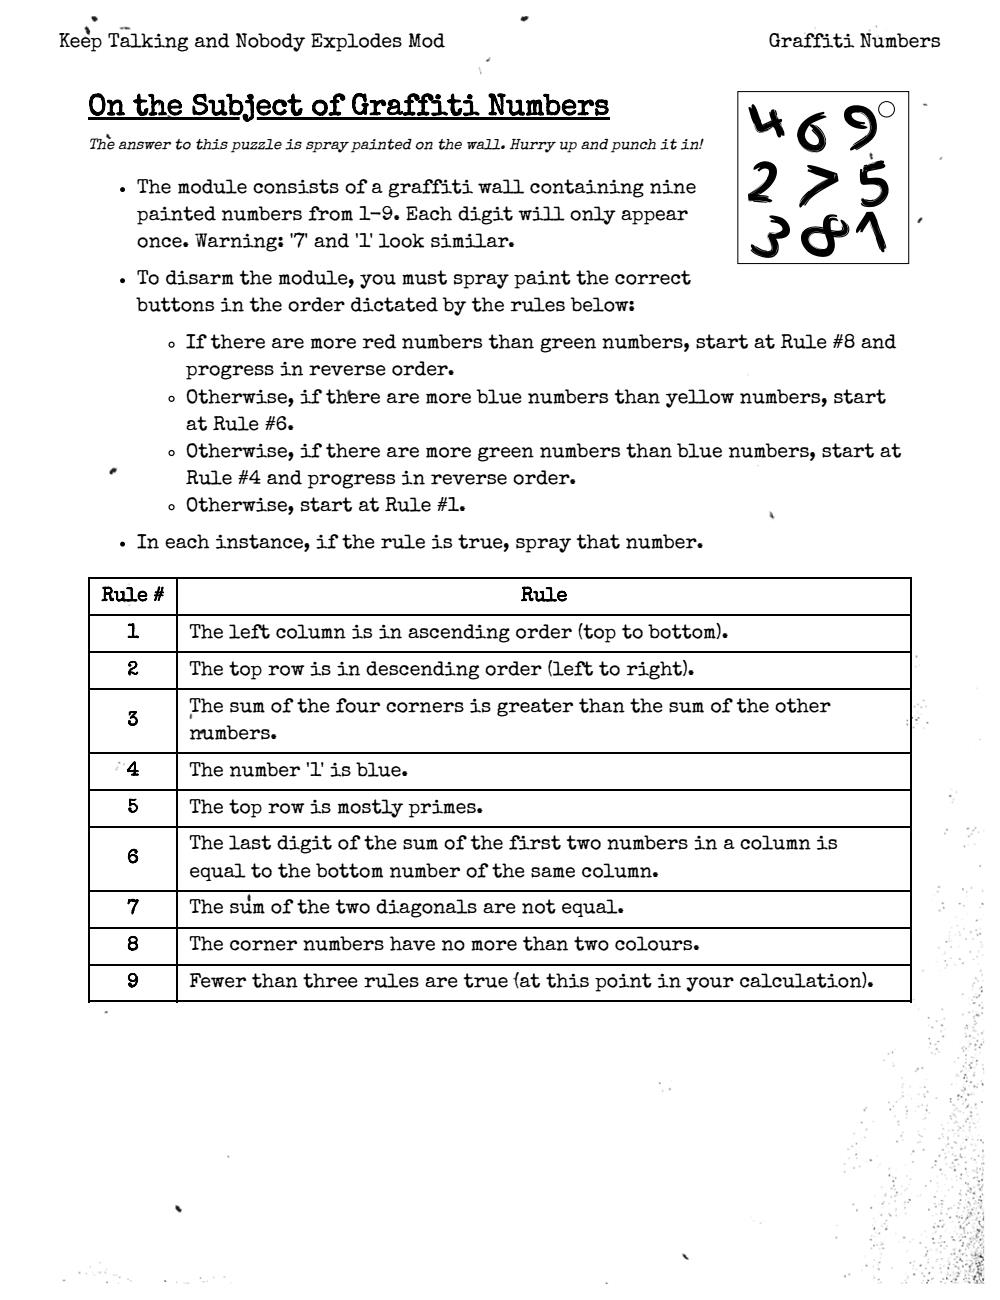 Keep Talking and Nobody Explodes Mod
Graffiti Numbers
On the Subject of Graffiti Numbers
The answer to this puzzle is spray painted on the wall. Hurry up and punch it in!
4 6 9
2 7 5
3 8 1
• The module consists of a graffiti wall containing nine
painted numbers from 1-9. Each digit will only appear
once. Warning: '7' and '1' look similar.
• To disarm the module, you must spray paint the correct
buttons in the order dictated by the rules below:
◦ If there are more red numbers than green numbers, start at Rule #8 and
progress in reverse order.
◦ Otherwise, if there are more blue numbers than yellow numbers, start
at Rule #6.
◦ Otherwise, if there are more green numbers than blue numbers, start at
Rule #4 and progress in reverse order.
◦ Otherwise, start at Rule #1.
• In each instance, if the rule is true, spray that number.
Rule # Rule
1 The left column is in ascending order (top to bottom).
2 The top row is in descending order (left to right).
3 The sum of the four corners is greater than the sum of the other
numbers.
4 The number '1' is blue.
5 The top row is mostly primes.
6 The last digit of the sum of the first two numbers in a column is
equal to the bottom number of the same column.
7 The sum of the two diagonals are not equal.
8 The corner numbers have no more than two colours.
9 Fewer than three rules are true (at this point in your calculation).